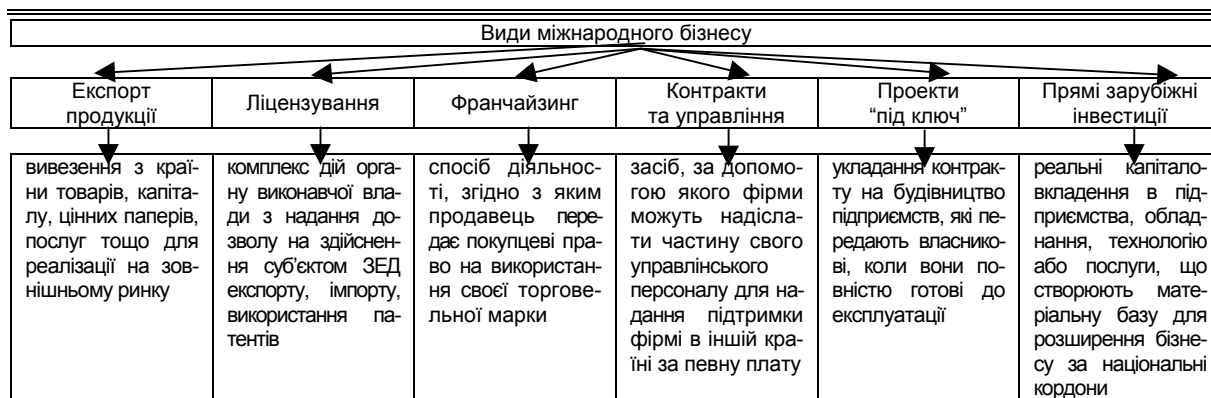 Види міжнародного бізнесу
Експорт
продукції
Ліцензування
Франчайзинг
Контракти
та управління
Проекти
“під ключ”
Прямі зарубіжні
інвестиції
вивезення з краї-
ни товарів, капіта-
лу, цінних паперів,
послуг тощо для
реалізації на зов-
нішньому ринку
комплекс дій орга-
ну виконавчої вла-
ди з надання до-
зволу на здійснен-
ня суб’єктом ЗЕД
експорту, імпорту,
використання па-
тентів
спосіб діяльнос-
ті, згідно з яким
продавець пере-
дає покупцеві пра-
во на використан-
ня своєї торгове-
льної марки
засіб, за допомо-
гою якого фірми
можуть надісла-
ти частину свого
управлінського
персоналу для на-
дання підтримки
фірмі в іншій кра-
їні за певну плату
укладання контрак-
ту на будівництво
підприємств, які пе-
редають власнико-
ві, коли вони по-
вністю готові до
експлуатації
реальні капітало-
вкладення в під-
приємства, облад-
нання, технологію
або послуги, що
створюють мате-
ріальну базу для
розширення бізне-
су за національні
кордони